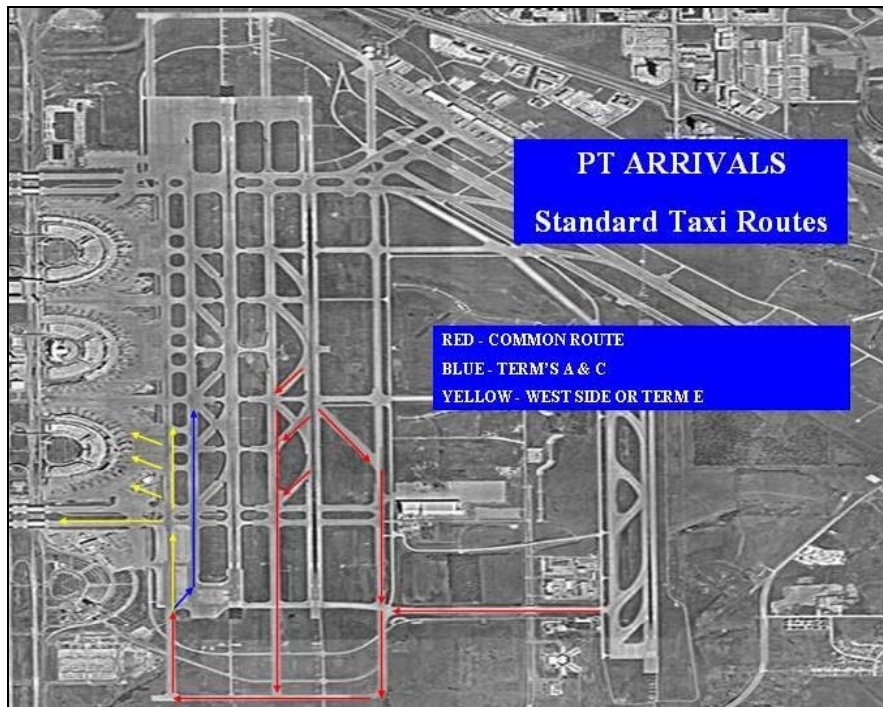 PT ARRIVALS
Standard Taxi Routes
RED - COMMON ROUTE
BLUE - TERM'S A & C
YELLOW - WEST SIDE OR TERM E